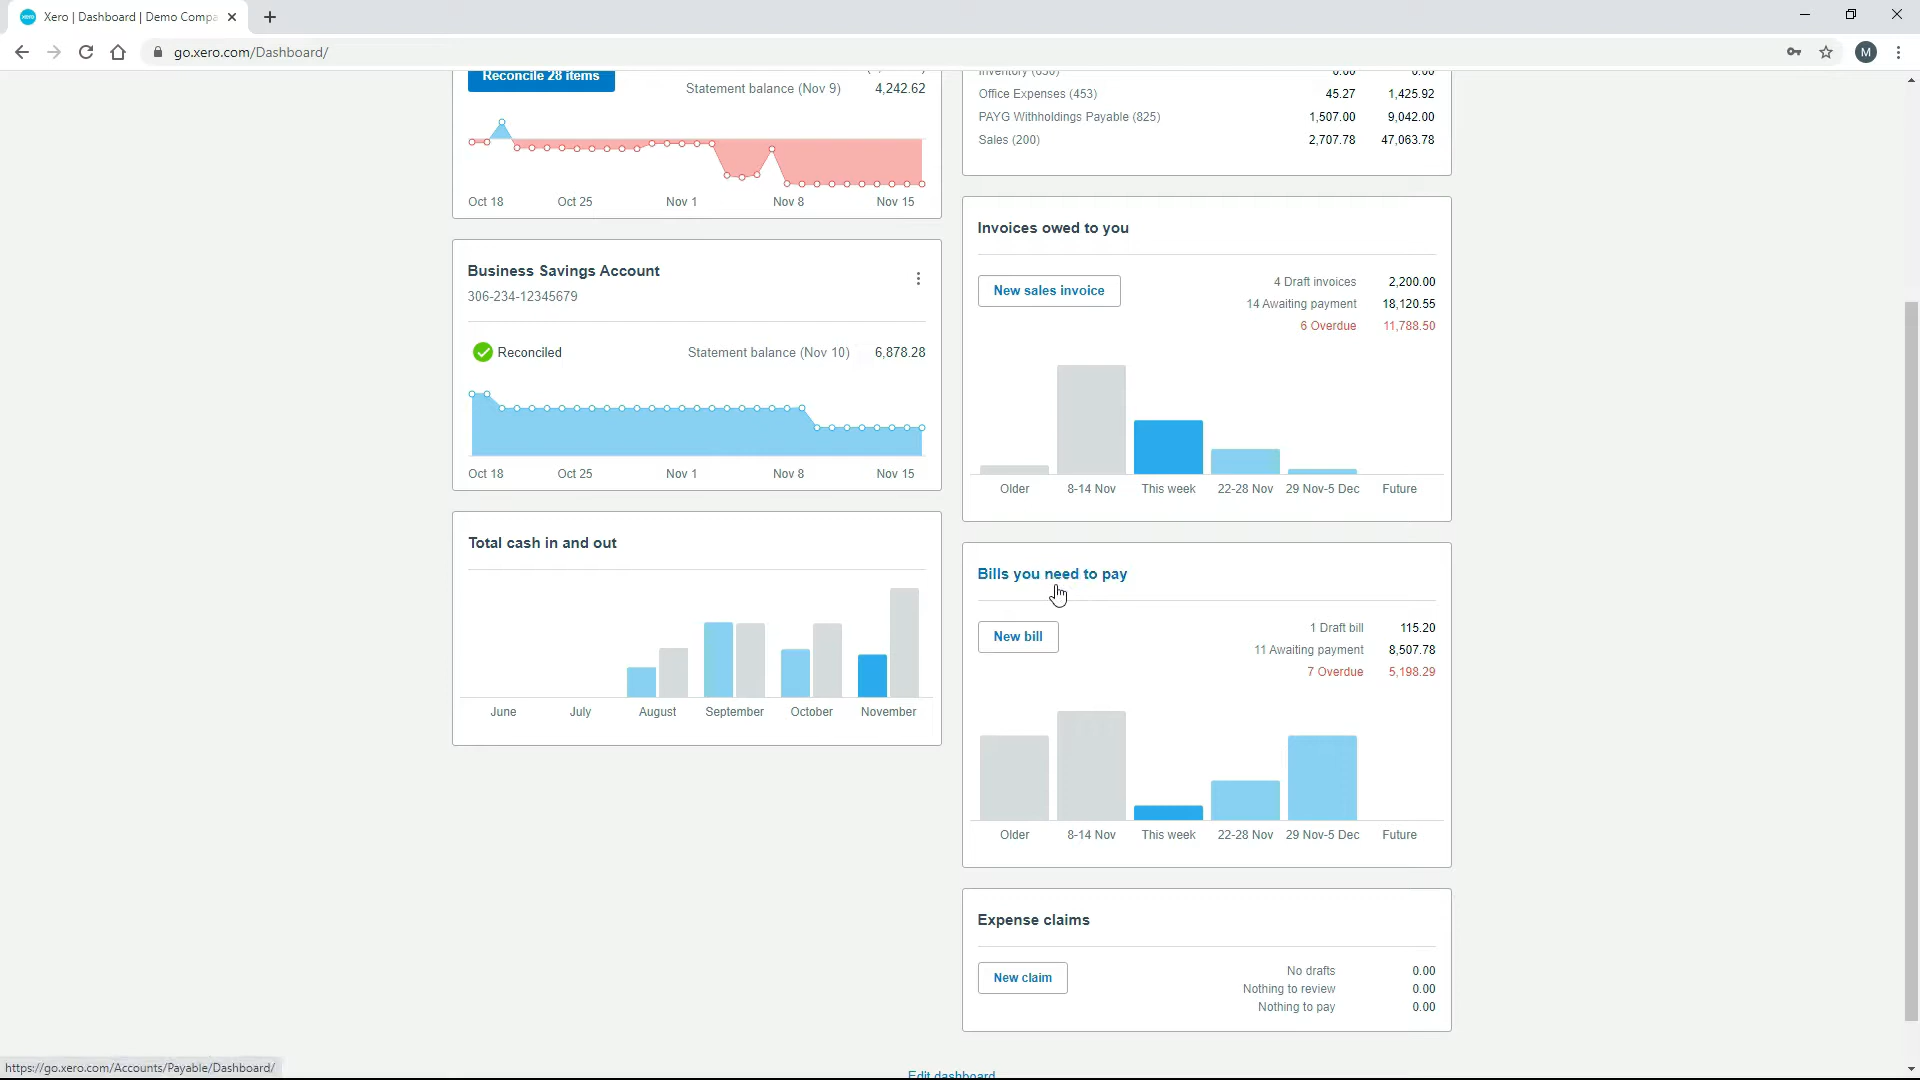 Xero | Dashboard | Demo Compa
go.xero.com/Dashboard/
M
Reconcile 28 items
Statement balance (Nov 9) 4,242.62
Oct 18 Oct 25 Nov 1 Nov 8 Nov 15
Business Savings Account
306-234-12345679
Reconciled
Statement balance (Nov 10) 6,878.28
Oct 18 Oct 25 Nov 1 Nov 8 Nov 15
Total cash in and out
June July August September October November
Inventory (630) 0.00 0.00
Office Expenses (453) 45.27 1,425.92
PAYG Withholdings Payable (825) 1,507.00 9,042.00
Sales (200) 2,707.78 47,063.78
Invoices owed to you
New sales invoice
4 Draft invoices 2,200.00
14 Awaiting payment 18,120.55
6 Overdue 11,788.50
Older 8-14 Nov This week 22-28 Nov 29 Nov-5 Dec Future
Bills you need to pay
New bill
1 Draft bill 115.20
11 Awaiting payment 8,507.78
7 Overdue 5,198.29
Older 8-14 Nov This week 22-28 Nov 29 Nov-5 Dec Future
Expense claims
New claim
No drafts 0.00
Nothing to review 0.00
Nothing to pay 0.00
Edit dashboard
https://go.xero.com/Accounts/Payable/Dashboard/